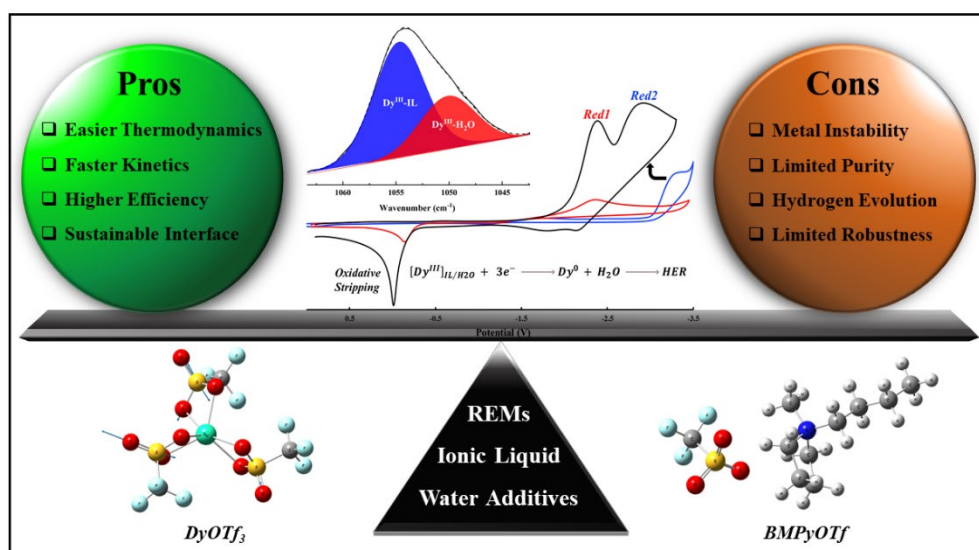 Pros
❑ Easier Thermodynamics
❑ Faster Kinetics
❑ Higher Efficiency
❑ Sustainable Interface
Dy^III-IL
Dy^III-H₂O
1060 1055 1050 1045
Wavenumber (cm⁻¹)
Red1
Red2
Oxidative
Stripping
[Dy^III]_IL/H2O + 3e⁻ ⟶ Dy⁰ + H₂O ⟶ HER
0.5 -0.5 -1.5 -2.5 -3.5
Potential (V)
Cons
❑ Metal Instability
❑ Limited Purity
❑ Hydrogen Evolution
❑ Limited Robustness
REMs
Ionic Liquid
Water Additives
DyOTf₃
BMPyOTf